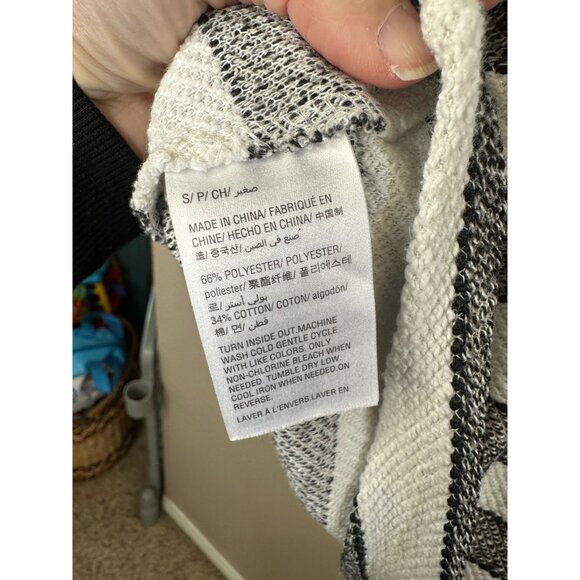 S/ P/ CH/ صغير
MADE IN CHINA/ FABRIQUÉ EN
CHINE/ HECHO EN CHINA/ 中国制
造/ 중국산/ صنع في الصين/
66% POLYESTER/ POLYESTER/
poliester/ 聚酯纤维/ 폴리에스테
르/ بولي أستر/
34% COTTON/ COTON/ algodón/
棉/ 면/ قطن/
TURN INSIDE OUT.MACHINE
WASH COLD GENTLE CYCLE
WITH LIKE COLORS. ONLY
NON-CHLORINE BLEACH WHEN
NEEDED. TUMBLE DRY LOW.
COOL IRON WHEN NEEDED.ON
REVERSE.
LAVER À L'ENVERS.LAVER EN